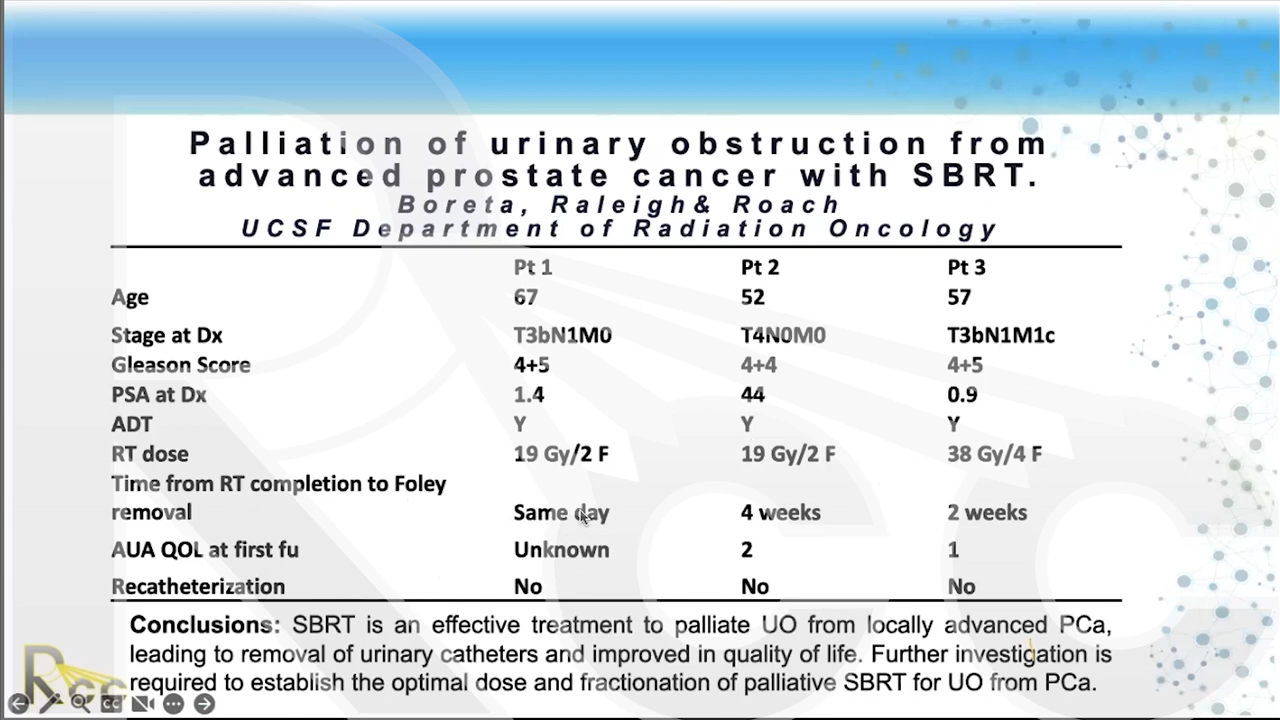 Palliation of urinary obstruction from
advanced prostate cancer with SBRT.
Boreta, Raleigh& Roach
UCSF Department of Radiation Oncology
Pt 1 Pt 2 Pt 3
Age 67 52 57
Stage at Dx T3bN1M0 T4N0M0 T3bN1M1c
Gleason Score 4+5 4+4 4+5
PSA at Dx 1.4 44 0.9
ADT Y Y Y
RT dose 19 Gy/2 F 19 Gy/2 F 38 Gy/4 F
Time from RT completion to Foley
removal Same day 4 weeks 2 weeks
AUA QOL at first fu Unknown 2 1
Recatheterization No No No
Conclusions: SBRT is an effective treatment to palliate UO from locally advanced PCa,
leading to removal of urinary catheters and improved in quality of life. Further investigation is
required to establish the optimal dose and fractionation of palliative SBRT for UO from PCa.
RCC
CC